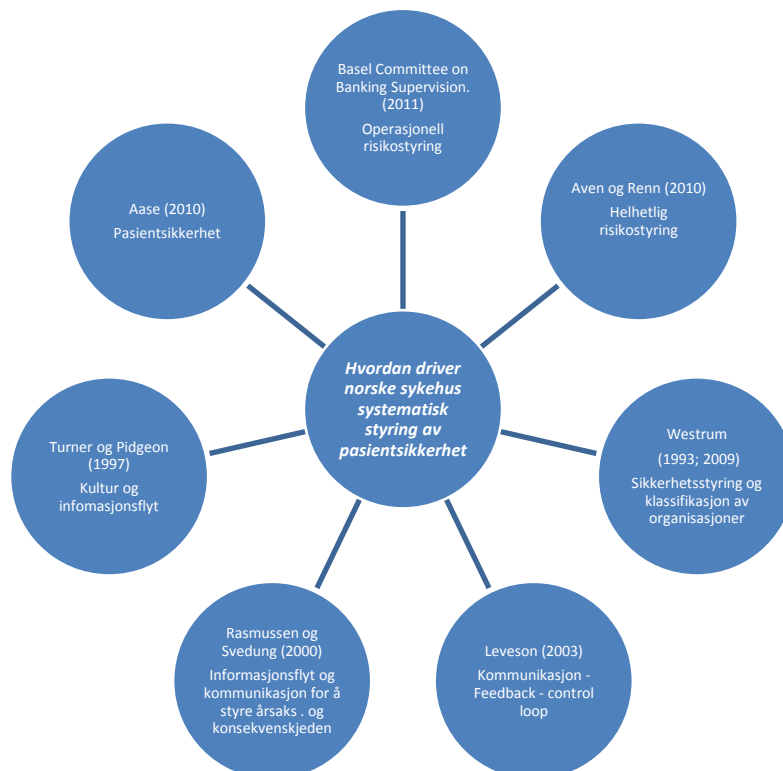 Basel Committee on
Banking Supervision.
(2011)
Operasjonell
risikostyring
Aven og Renn (2010)
Helhetlig
risikostyring
Westrum
(1993; 2009)
Sikkerhetsstyring og
klassifikasjon av
organisasjoner
Leveson (2003)
Kommunikasjon -
Feedback - control
loop
Rasmussen og
Svedung (2000)
Informasjonsflyt og
kommunikasjon for å
styre årsaks . og
konsekvenskjeden
Turner og Pidgeon
(1997)
Kultur og
infomasjonsflyt
Aase (2010)
Pasientsikkerhet
Hvordan driver
norske sykehus
systematisk
styring av
pasientsikkerhet